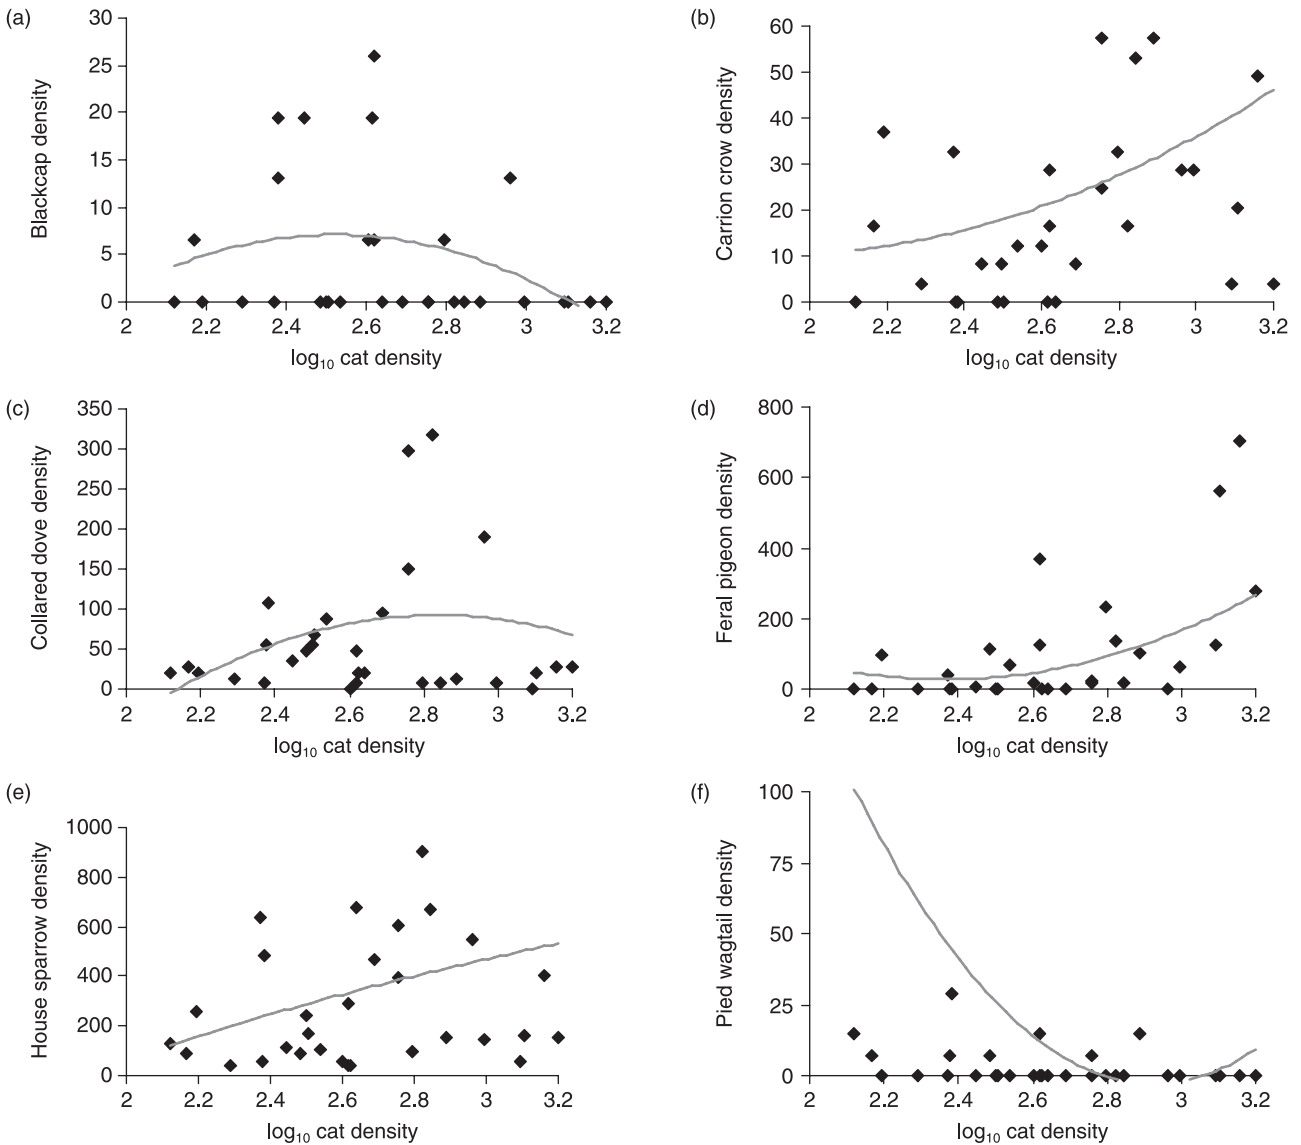 (a)
30
25
20
15
10
5
0
Blackcap density
2 2.2 2.4 2.6 2.8 3 3.2
log10 cat density
(b)
60
50
40
30
20
10
0
Carrion crow density
2 2.2 2.4 2.6 2.8 3 3.2
log10 cat density
(c)
350
300
250
200
150
100
50
0
Collared dove density
2 2.2 2.4 2.6 2.8 3 3.2
log10 cat density
(d)
800
600
400
200
0
Feral pigeon density
2 2.2 2.4 2.6 2.8 3 3.2
log10 cat density
(e)
1000
800
600
400
200
0
House sparrow density
2 2.2 2.4 2.6 2.8 3 3.2
log10 cat density
(f)
100
75
50
25
0
Pied wagtail density
2 2.2 2.4 2.6 2.8 3 3.2
log10 cat density